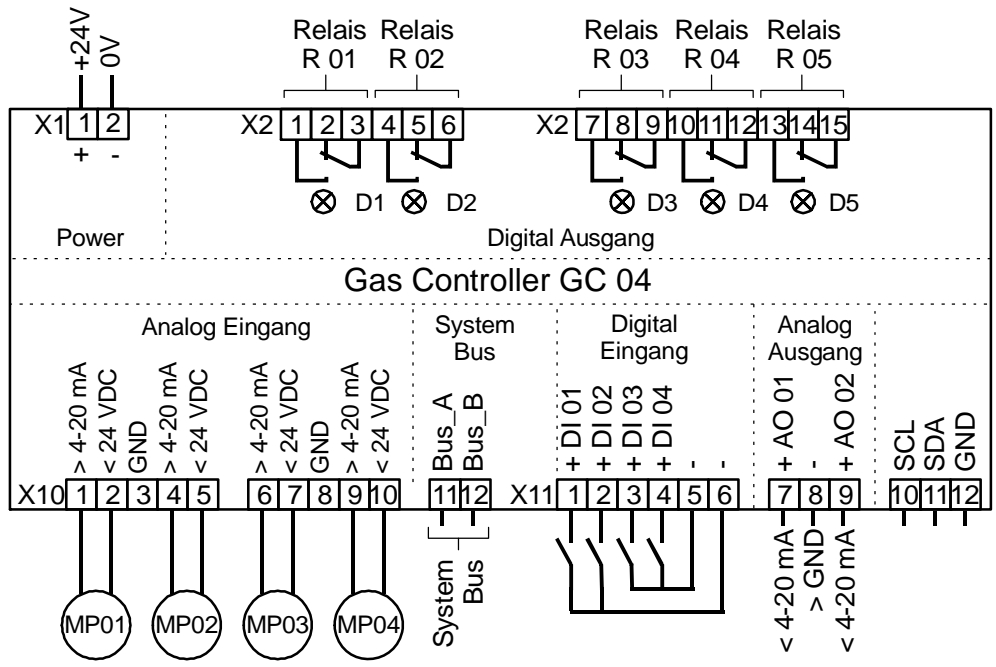 +24V
0V
Relais
R 01
Relais
R 02
Relais
R 03
Relais
R 04
Relais
R 05
X1 1 2
+ -
X2 1 2 3 4 5 6
X2 7 8 9 10 11 12 13 14 15
D1
D2
D3
D4
D5
Power
Digital Ausgang
Gas Controller GC 04
Analog Eingang
System
Bus
Digital
Eingang
Analog
Ausgang
> 4-20 mA
< 24 VDC
GND
> 4-20 mA
< 24 VDC
> 4-20 mA
< 24 VDC
GND
> 4-20 mA
< 24 VDC
Bus_A
Bus_B
+ DI 01
+ DI 02
+ DI 03
+ DI 04
-
-
+ AO 01
-
+ AO 02
SCL
SDA
GND
X10 1 2 3 4 5 6 7 8 9 10 11 12
X11 1 2 3 4 5 6 7 8 9 10 11 12
MP01
MP02
MP03
MP04
System
Bus
< 4-20 mA
> GND
< 4-20 mA